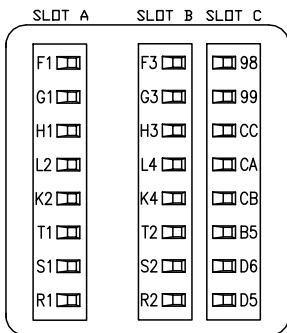 SLOT A SLOT B SLOT C
F1 F3 98
G1 G3 99
H1 H3 CC
L2 L4 CA
K2 K4 CB
T1 T2 B5
S1 S2 D6
R1 R2 D5